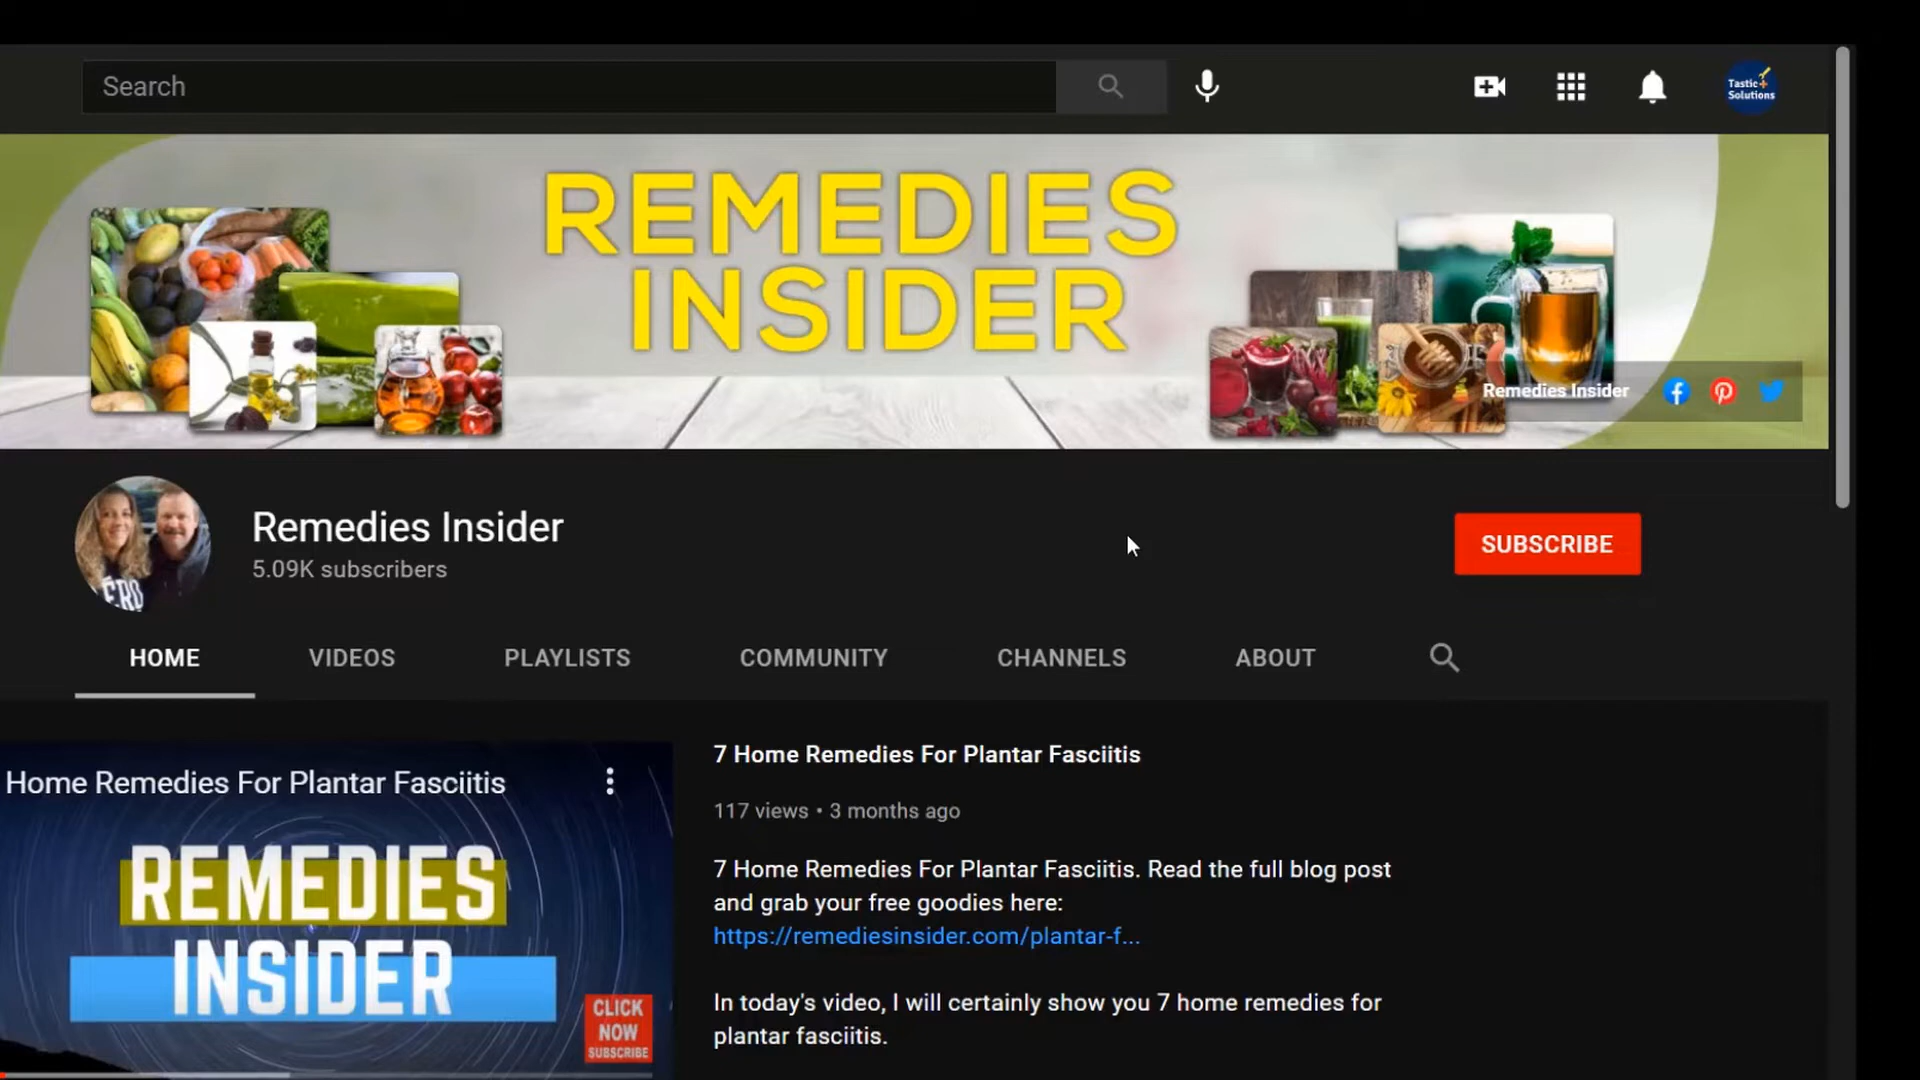 Search
Tastic
Solutions
REMEDIES
INSIDER
Remedies Insider
Remedies Insider
5.09K subscribers
SUBSCRIBE
HOME VIDEOS PLAYLISTS COMMUNITY CHANNELS ABOUT
Home Remedies For Plantar Fasciitis
REMEDIES
INSIDER
CLICK
NOW
SUBSCRIBE
7 Home Remedies For Plantar Fasciitis
117 views • 3 months ago
7 Home Remedies For Plantar Fasciitis. Read the full blog post
and grab your free goodies here:
https://remediesinsider.com/plantar-f...
In today's video, I will certainly show you 7 home remedies for
plantar fasciitis.